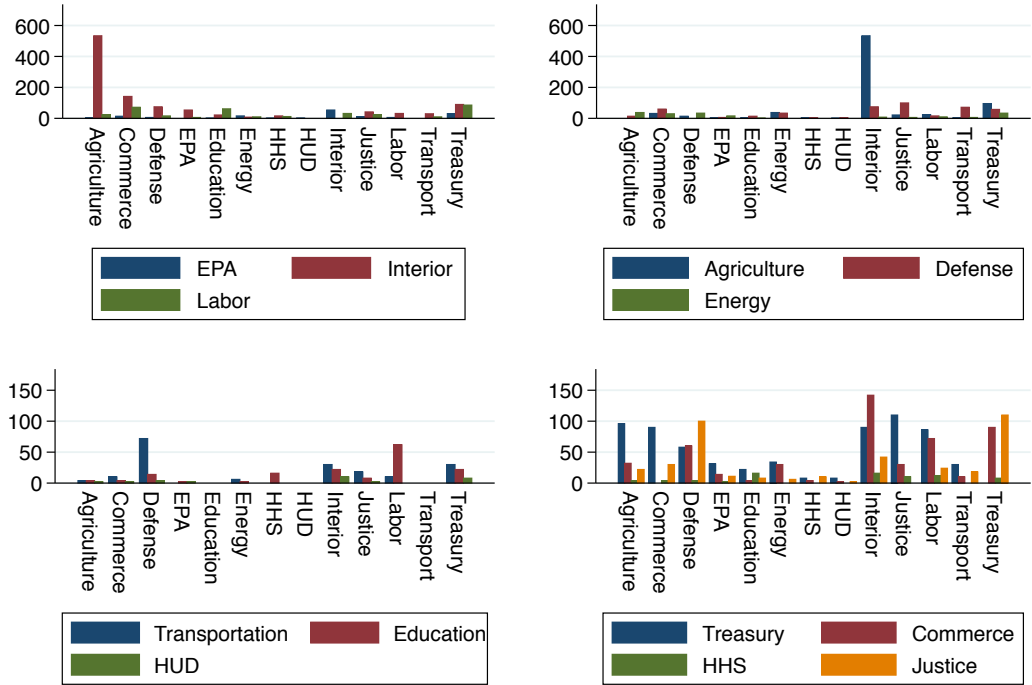 600
400
200
0
Agriculture
Commerce
Defense
EPA
Education
Energy
HHS
HUD
Interior
Justice
Labor
Transport
Treasury
EPA Interior
Labor
600
400
200
0
Agriculture
Commerce
Defense
EPA
Education
Energy
HHS
HUD
Interior
Justice
Labor
Transport
Treasury
Agriculture Defense
Energy
150
100
50
0
Agriculture
Commerce
Defense
EPA
Education
Energy
HHS
HUD
Interior
Justice
Labor
Transport
Treasury
Transportation Education
HUD
150
100
50
0
Agriculture
Commerce
Defense
EPA
Education
Energy
HHS
HUD
Interior
Justice
Labor
Transport
Treasury
Treasury Commerce
HHS Justice